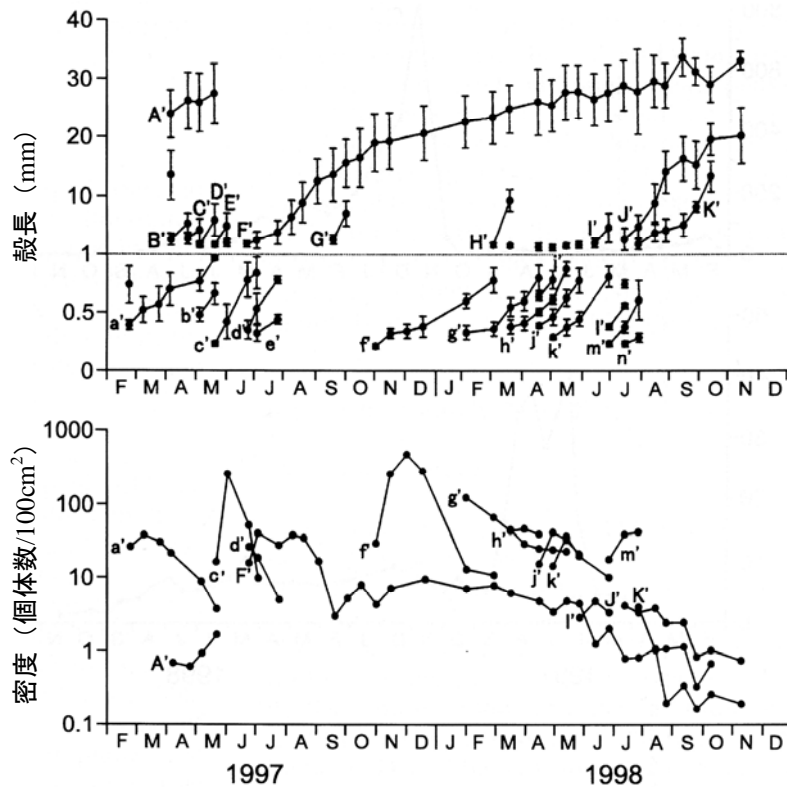 40
30
20
10
1
0.5
0
殻長 (mm)
A'
B'
C'
D'
E'
F'
G'
H'
I'
J'
K'
a'
b'
c'
d'
e'
f'
g'
h'
i'
j'
k'
l'
m'
n'
F M A M J J A S O N D J F M A M J J A S O N D
1000
100
10
1
0.1
密度 (個体数/100cm²)
a'
A'
c'
d'
F'
f'
g'
h'
j'
k'
I'
m'
J'
K'
F M A M J J A S O N D J F M A M J J A S O N D
1997 1998